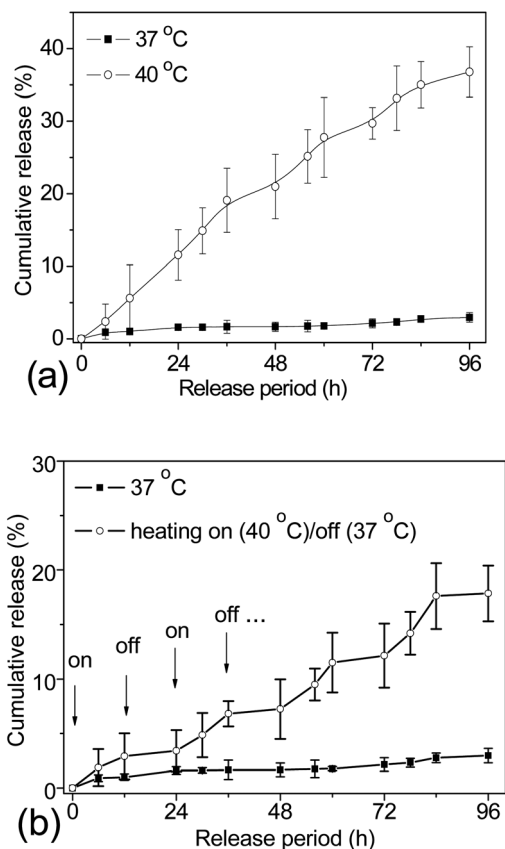 37 °C
40 °C
Cumulative release (%)
40
30
20
10
0
0 24 48 72 96
Release period (h)
(a)
37 °C
heating on (40 °C)/off (37 °C)
Cumulative release (%)
30
20
10
0
on
off
on
off ...
0 24 48 72 96
Release period (h)
(b)